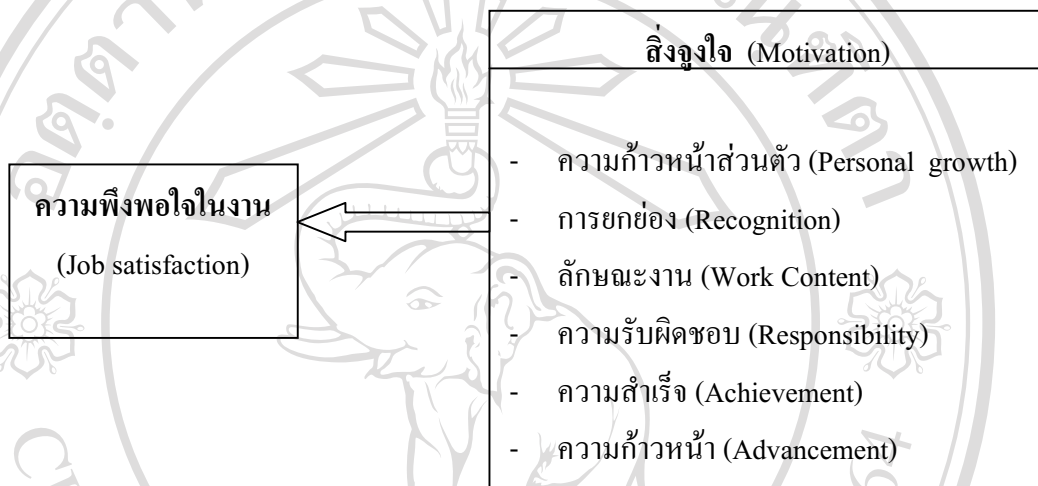 สิ่งจูงใจ (Motivation)
- ความก้าวหน้าส่วนตัว (Personal growth)
- การยกย่อง (Recognition)
- ลักษณะงาน (Work Content)
- ความรับผิดชอบ (Responsibility)
- ความสำเร็จ (Achievement)
- ความก้าวหน้า (Advancement)
ความพึงพอใจในงาน
(Job satisfaction)